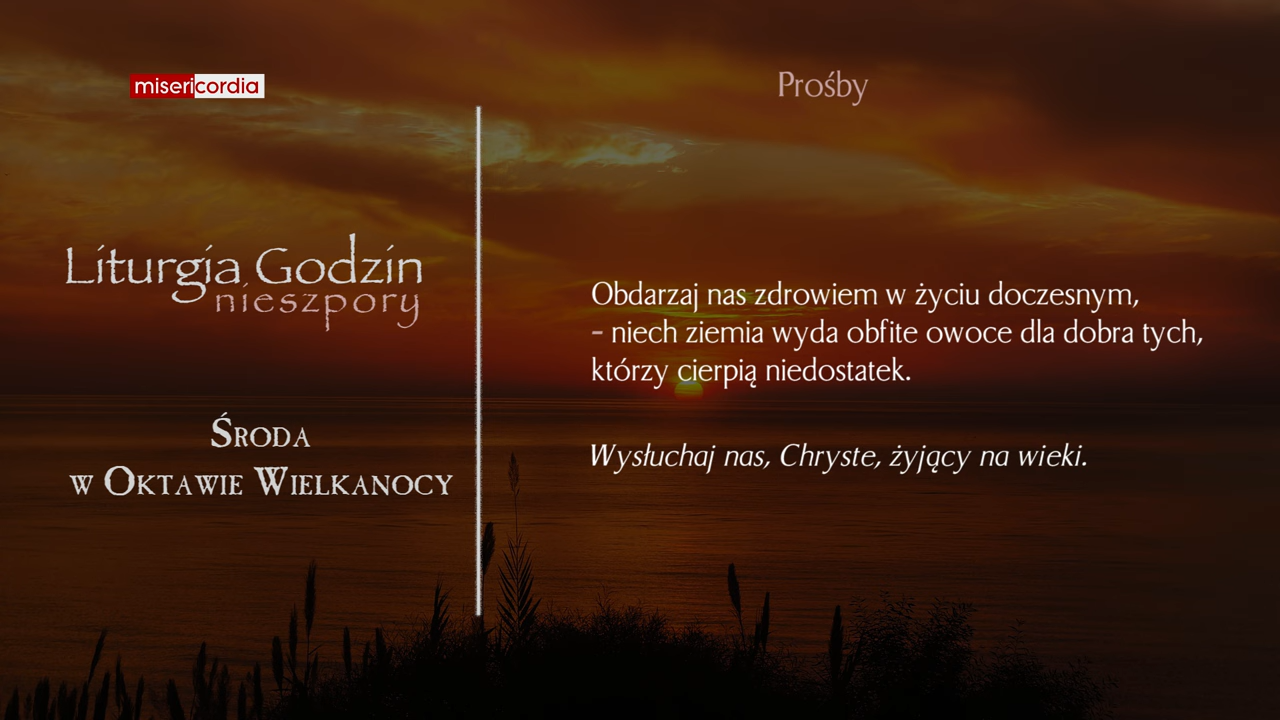 misericordia
Prośby
Liturgia Godzin
nieszpory
Środa
w Oktawie Wielkanocy
Obdarzaj nas zdrowiem w życiu doczesnym,
- niech ziemia wyda obfite owoce dla dobra tych,
którzy cierpią niedostatek.
Wysłuchaj nas, Chryste, żyjący na wieki.